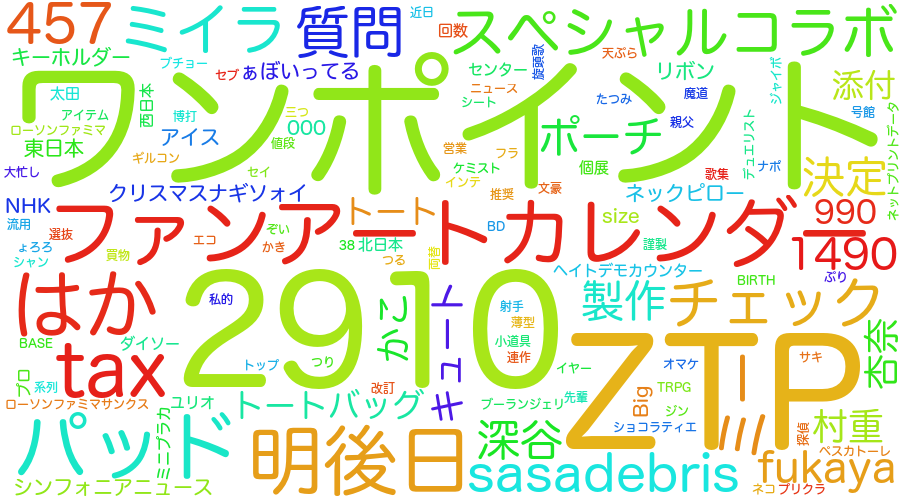 457
ミイラ
質問
近日
回数
スペシャルコラボ
キーホルダー
ブチョー
セブ
ぁぼいってる
旋頭歌
天ぷら
センター
リボン
ジャイボ
添付
太田
西日本
ワンポイント
ニュース
シート
たつみ
魔道
号館
アイテム
博打
三つ
ローソンファミマ
アイス
000
ポーチ
親父
デュエリスト
ネットプリントデータ
東日本
値段
営業
ギルコン
フラ
大忙し
セイ
ケミスト
個展
歌集
ナポ
決定
インテ
クリスマスナギソォイ
推奨
文豪
ネックピロー
NHK
トート
size
990
流用
ファンアートカレンダー
選抜
エコ
ぞい
BD
ょろろ
かき
38
北日本
謹製
1490
シャン
買物
つる
両替
ヘイトデモカウンター
ぷり
はか
2910
私的
かこ
キュート
射手
製作
BIRTH
チェック
薄型
BASE
小道具
ZTP
杏奈
ダイソー
tax
トップ
つり
連作
オマケ
サキ
イヤー
プロ
系列
改訂
TRPG
ローソンファミマサンクス
ユリオ
トートバッグ
ブーランジェリ
先輩
Big
ジン
パッド
ミニブラカ
明後日
深谷
ショコラティエ
探偵
村重
ペスカトーレ
sasadebris
fukaya
シンフォニアニュース
ネコ
プリクラ